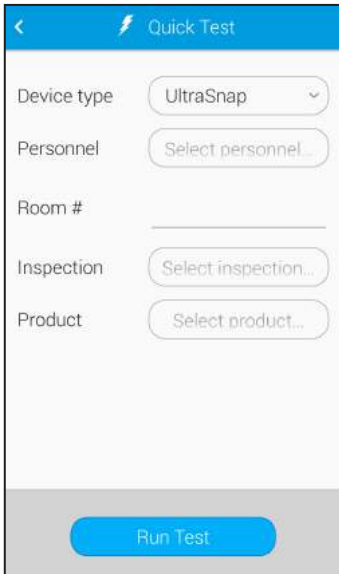 Quick Test
Device type UltraSnap
Personnel Select personnel...
Room #
Inspection Select inspection...
Product Select product...
Run Test